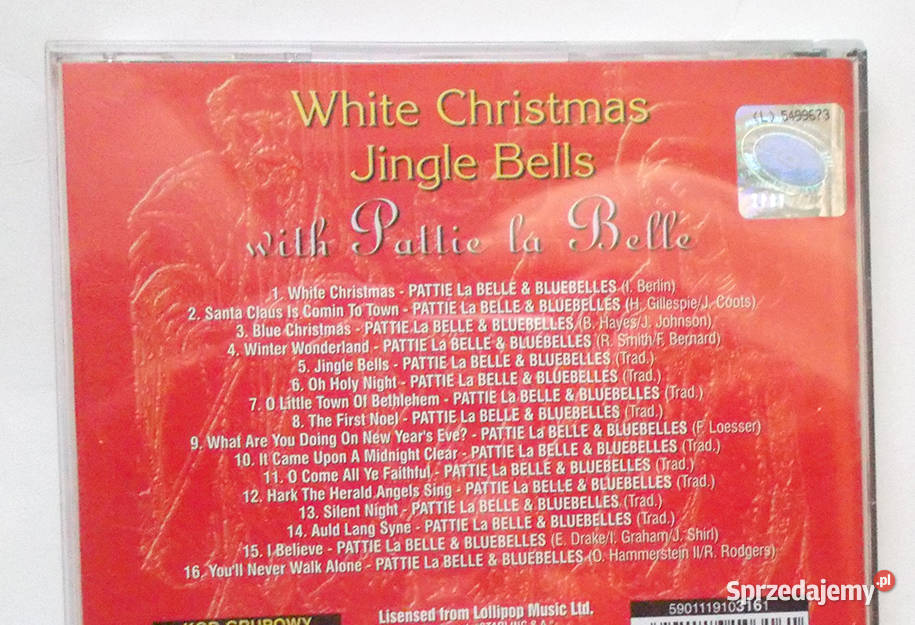 White Christmas
Jingle Bells
with Pattie la Belle
(L) 5499673
1. White Christmas - PATTIE La BELLE & BLUEBELLES (I. Berlin)
2. Santa Claus Is Comin To Town - PATTIE La BELLE & BLUEBELLES (H. Gillespie/J. Coots)
3. Blue Christmas - PATTIE La BELLE & BLUEBELLES (B. Hayes/J. Johnson)
4. Winter Wonderland - PATTIE La BELLE & BLUEBELLES (R. Smith/F. Bernard)
5. Jingle Bells - PATTIE La BELLE & BLUEBELLES (Trad.)
6. Oh Holy Night - PATTIE La BELLE & BLUEBELLES (Trad.)
7. O Little Town Of Bethlehem - PATTIE La BELLE & BLUEBELLES (Trad.)
8. The First Noel - PATTIE La BELLE & BLUEBELLES (Trad.)
9. What Are You Doing On New Year's Eve? - PATTIE La BELLE & BLUEBELLES (F. Loesser)
10. It Came Upon A Midnight Clear - PATTIE La BELLE & BLUEBELLES (Trad.)
11. O Come All Ye Faithful - PATTIE La BELLE & BLUEBELLES (Trad.)
12. Hark The Herald Angels Sing - PATTIE La BELLE & BLUEBELLES (Trad.)
13. Silent Night - PATTIE La BELLE & BLUEBELLES (Trad.)
14. Auld Lang Syne - PATTIE La BELLE & BLUEBELLES (Trad.)
15. I Believe - PATTIE La BELLE & BLUEBELLES (E. Drake/I. Graham/J. Shirl)
16. You'll Never Walk Alone - PATTIE La BELLE & BLUEBELLES (O. Hammerstein II/R. Rodgers)
Licensed from Lollipop Music Ltd.
KOD GRUPOWY
5901119103161
Sprzedajemy.pl